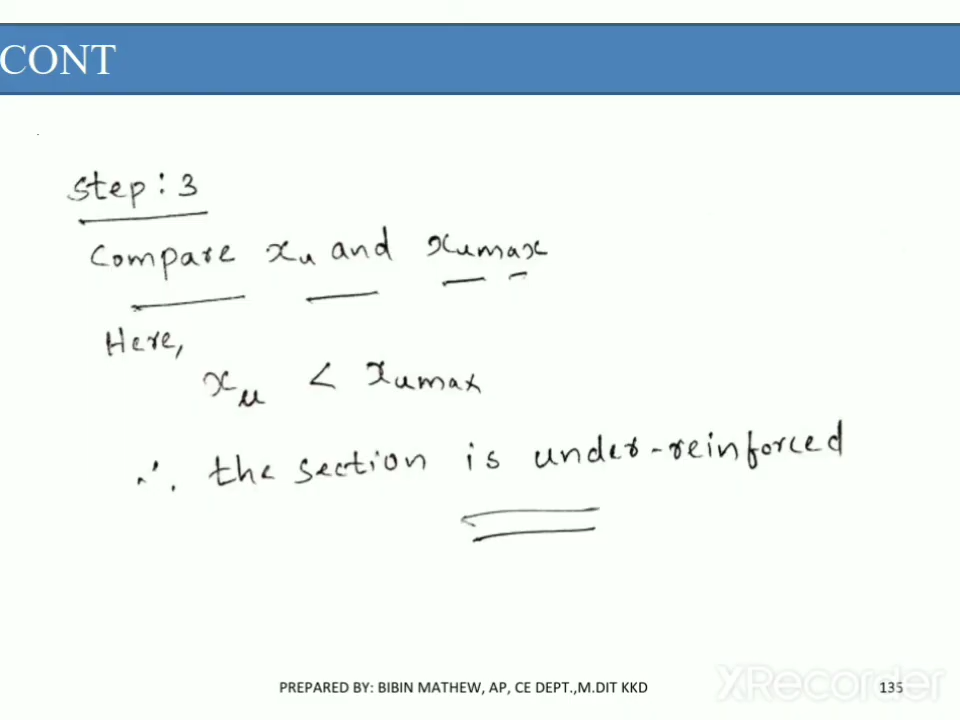 CONT
Step: 3
Compare xu and xumax
Here,
xu < xumax
∴ the section is under-reinforced
PREPARED BY: BIBIN MATHEW, AP, CE DEPT.,M.DIT KKD
135
XRecorder